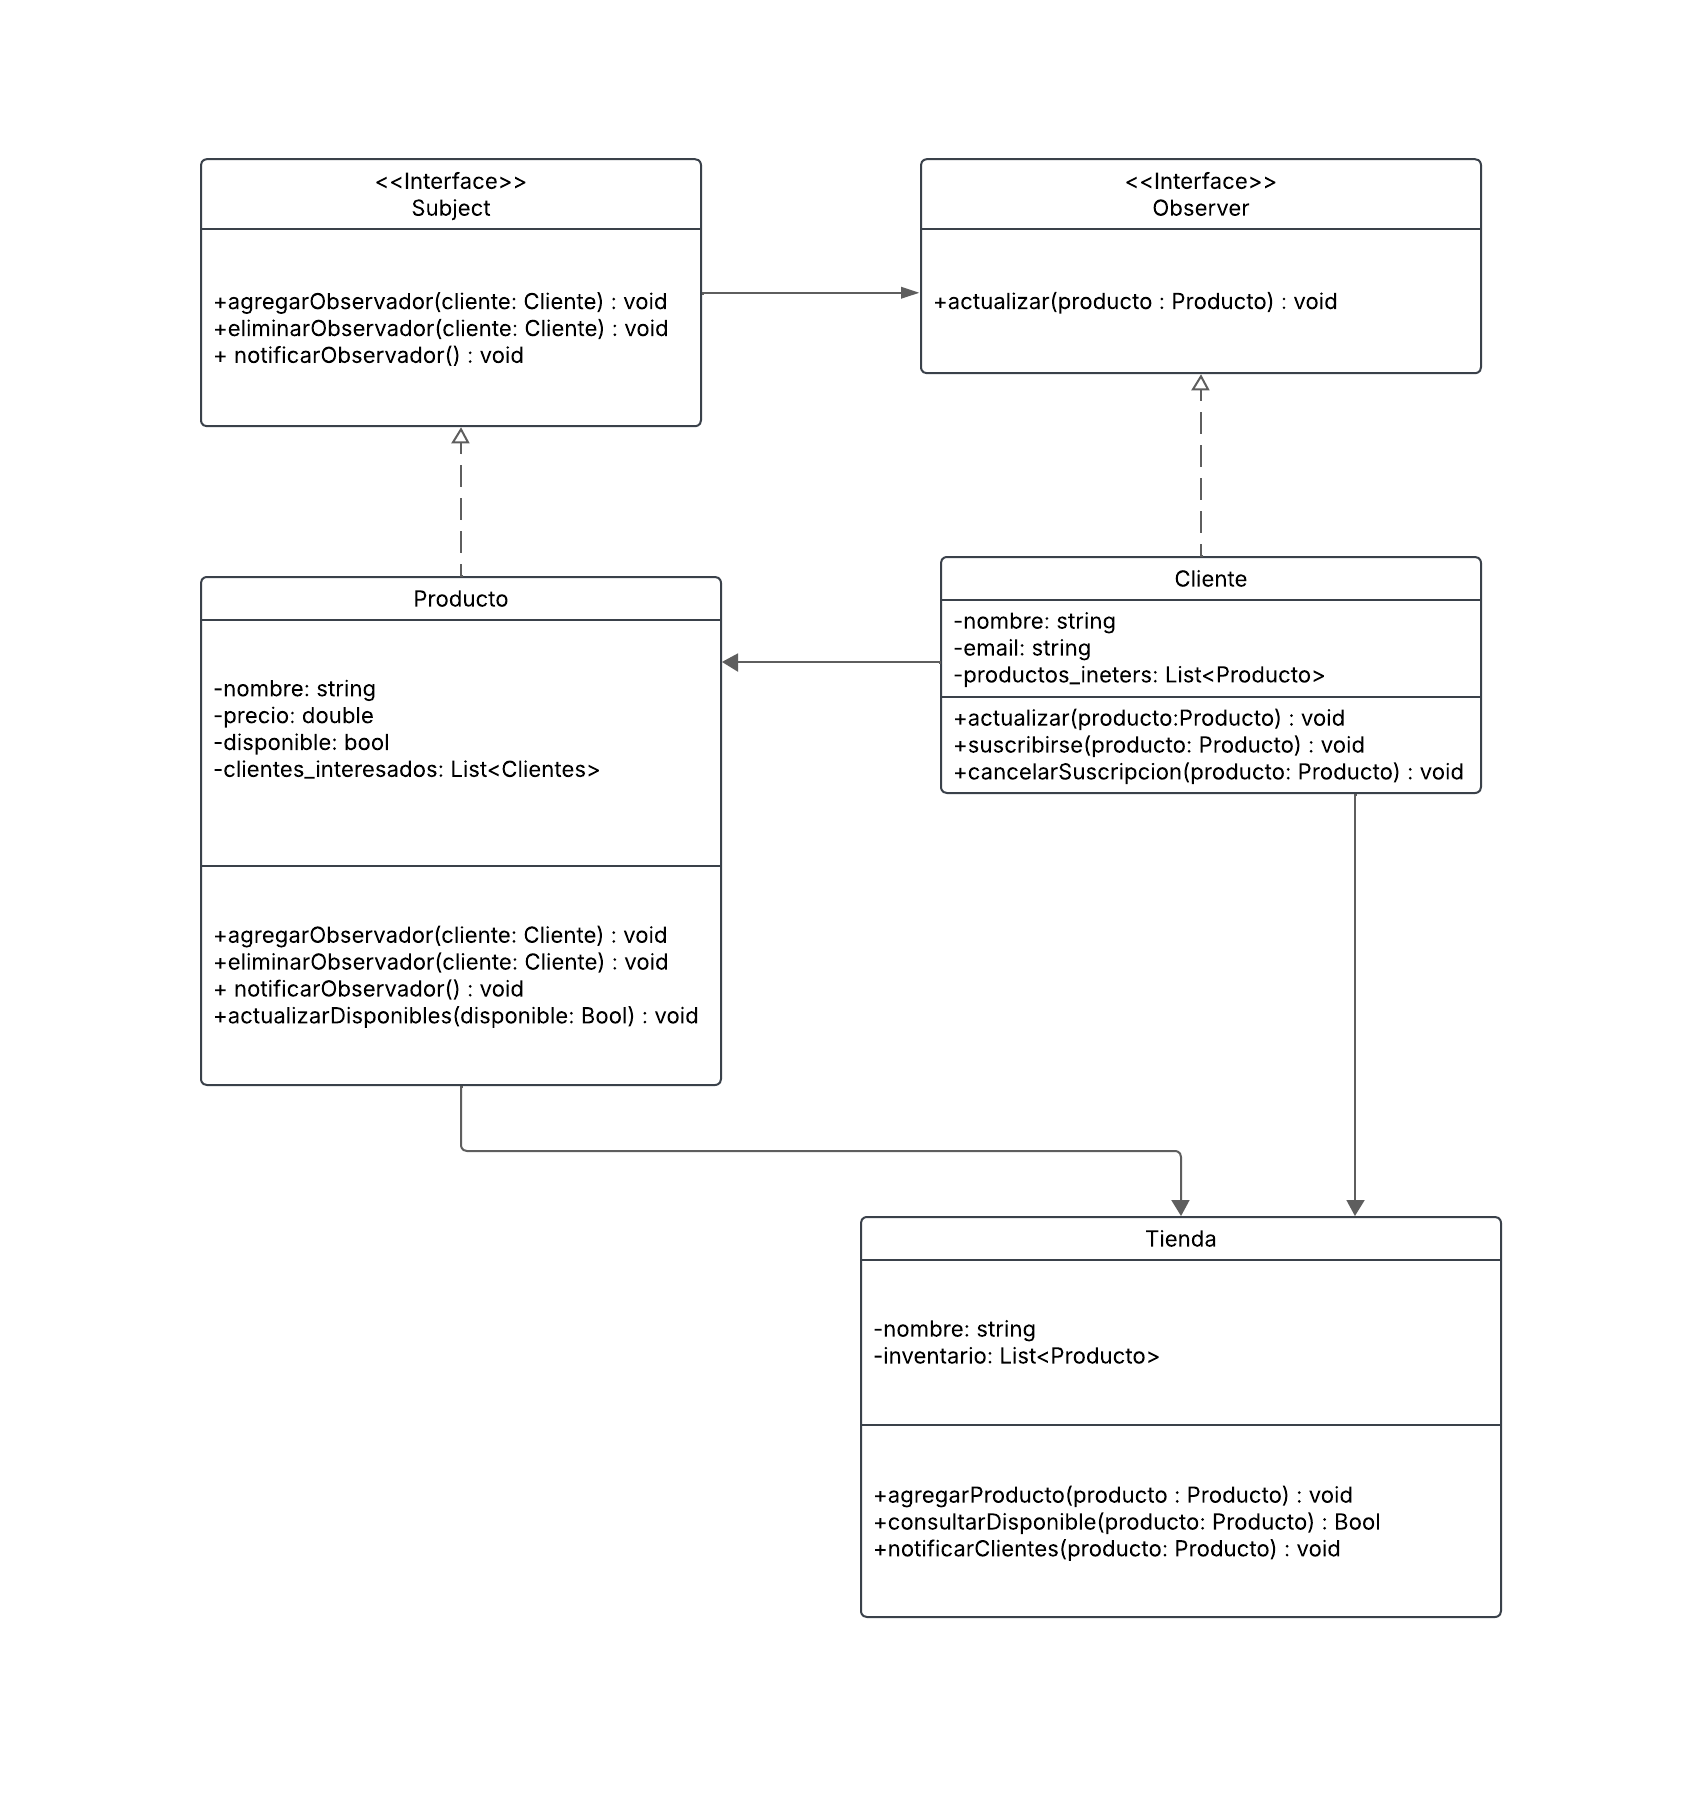 <<Interface>>
Subject
+agregarObservador(cliente: Cliente) : void
+eliminarObservador(cliente: Cliente) : void
+ notificarObservador() : void
<<Interface>>
Observer
+actualizar(producto : Producto) : void
Producto
-nombre: string
-precio: double
-disponible: bool
-clientes_interesados: List<Clientes>
+agregarObservador(cliente: Cliente) : void
+eliminarObservador(cliente: Cliente) : void
+ notificarObservador() : void
+actualizarDisponibles(disponible: Bool) : void
Cliente
-nombre: string
-email: string
-productos_ineters: List<Producto>
+actualizar(producto:Producto) : void
+suscribirse(producto: Producto) : void
+cancelarSuscripcion(producto: Producto) : void
Tienda
-nombre: string
-inventario: List<Producto>
+agregarProducto(producto : Producto) : void
+consultarDisponible(producto: Producto) : Bool
+notificarClientes(producto: Producto) : void